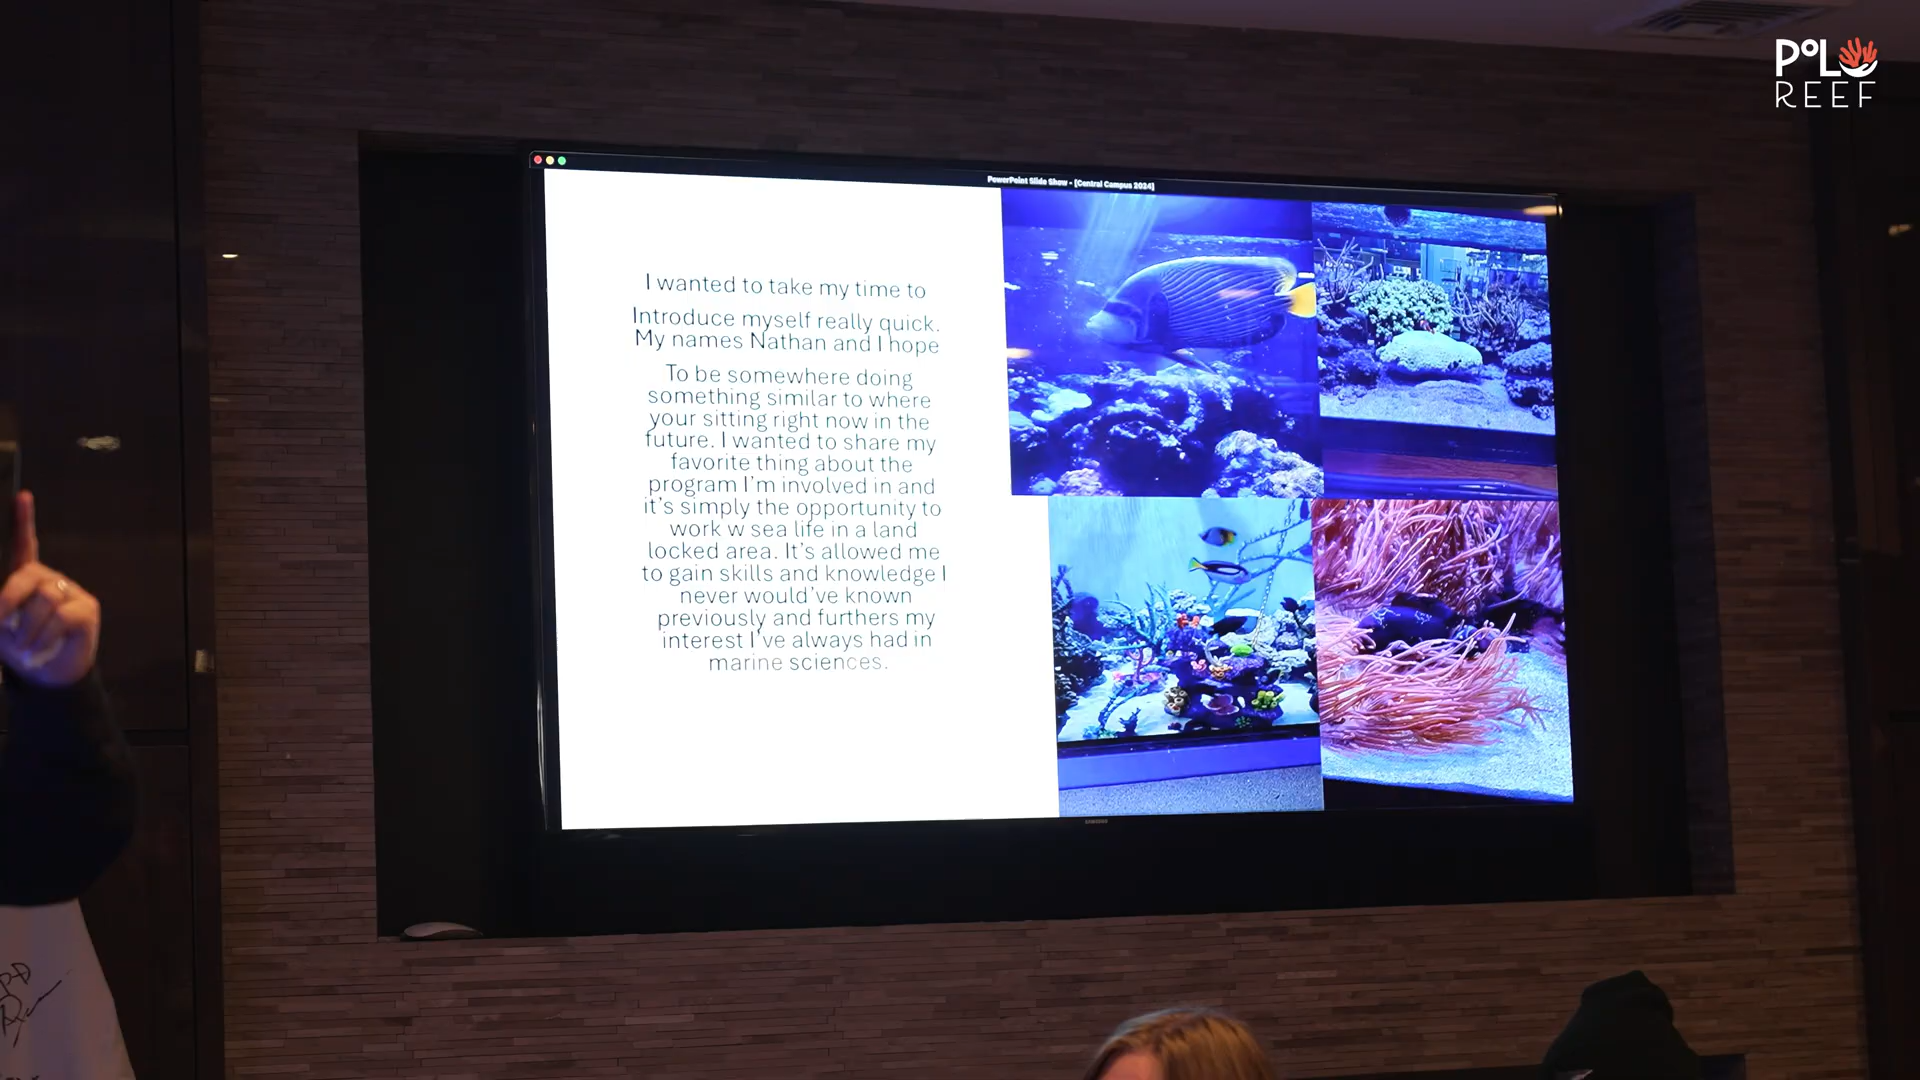 POLO
REEF
PowerPoint Slide Show - [Central Campus 2024]
I wanted to take my time to
Introduce myself really quick.
My names Nathan and I hope
To be somewhere doing
something similar to where
your sitting right now in the
future. I wanted to share my
favorite thing about the
program I'm involved in and
it's simply the opportunity to
work w sea life in a land
locked area. It's allowed me
to gain skills and knowledge I
never would've known
previously and furthers my
interest I've always had in
marine sciences.
SAMSUNG